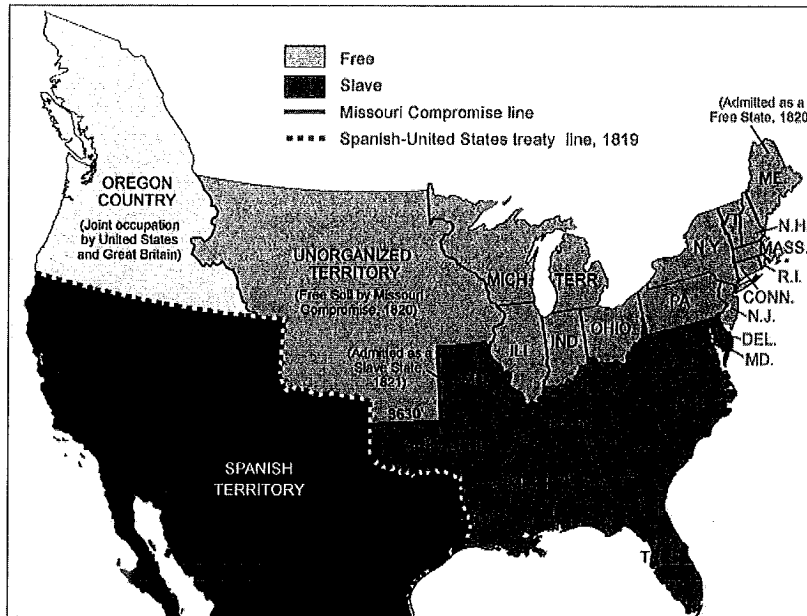 Free
Slave
Missouri Compromise line
Spanish-United States treaty line, 1819
(Admitted as a
Free State, 1820)
OREGON
COUNTRY
(Joint occupation
by United States
and Great Britain)
UNORGANIZED
TERRITORY
(Free Soil by Missouri
Compromise, 1820)
(Admitted as a
Slave State,
1821)
ME.
N.H.
N.Y.
MASS.
R.I.
CONN.
N.J.
PA.
DEL.
MD.
MICH.
TERR.
ILL.
IND.
OHIO
SPANISH
TERRITORY
T